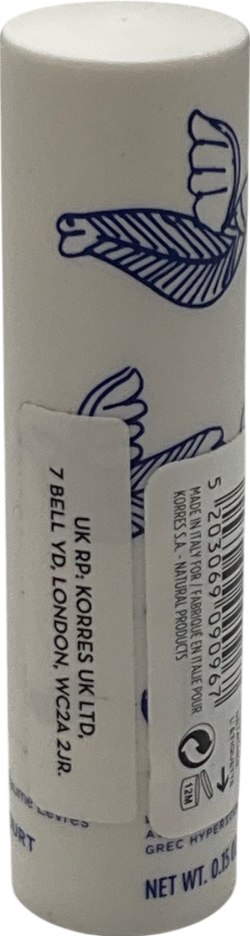 UK RP: KORRES UK LTD,
7 BELL YD, LONDON, WC2A 2JR.
5 203069 090967
MADE IN ITALY FOR / FABRIQUÉ EN ITALIE POUR
KORRES S.A. - NATURAL PRODUCTS
12M
Lèvres
GREC
NET WT. 0.15